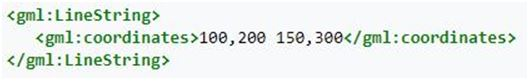 <gml:LineString>
<gml:coordinates>100,200 150,300</gml:coordinates>
</gml:LineString>